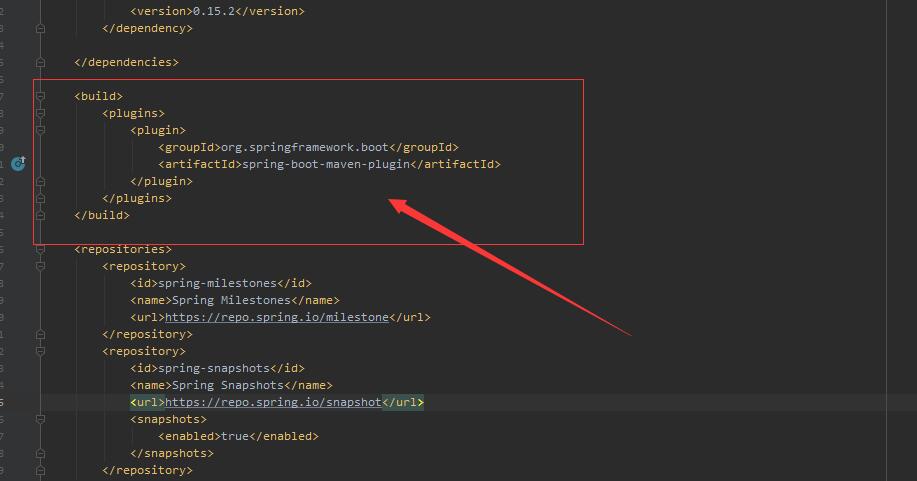 <version>0.15.2</version>
</dependency>
</dependencies>
<build>
<plugins>
<plugin>
<groupId>org.springframework.boot</groupId>
<artifactId>spring-boot-maven-plugin</artifactId>
</plugin>
</plugins>
</build>
<repositories>
<repository>
<id>spring-milestones</id>
<name>Spring Milestones</name>
<url>https://repo.spring.io/milestone</url>
</repository>
<repository>
<id>spring-snapshots</id>
<name>Spring Snapshots</name>
<url>https://repo.spring.io/snapshot</url>
<snapshots>
<enabled>true</enabled>
</snapshots>
</repository>